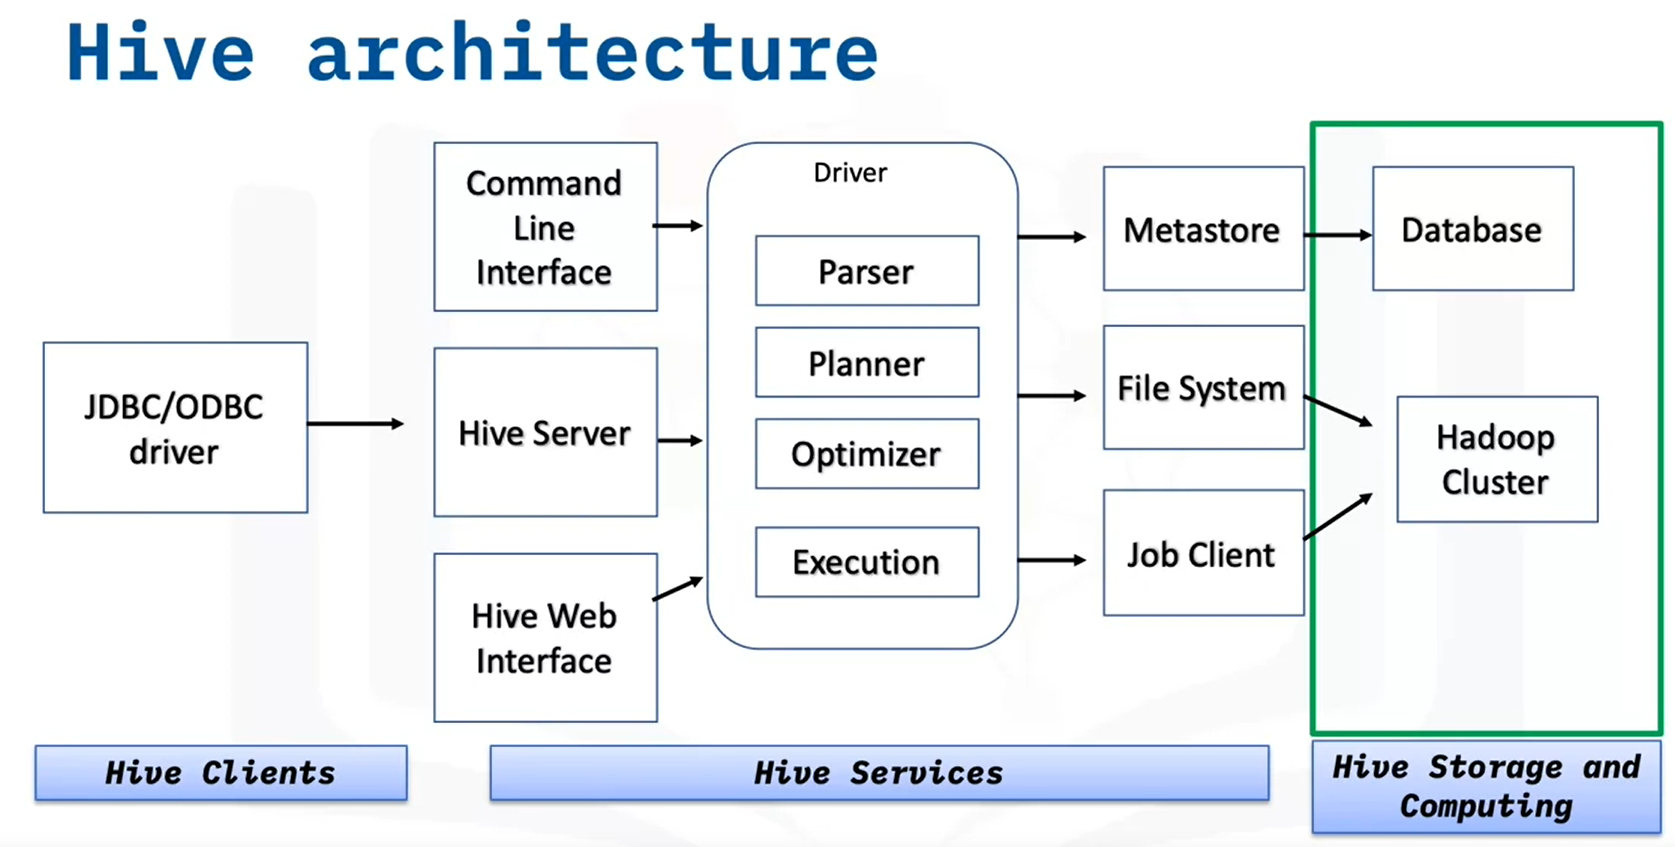 Hive architecture
JDBC/ODBC
driver
Command
Line
Interface
Hive Server
Hive Web
Interface
Driver
Parser
Planner
Optimizer
Execution
Metastore
File System
Job Client
Database
Hadoop
Cluster
Hive Clients
Hive Services
Hive Storage and
Computing